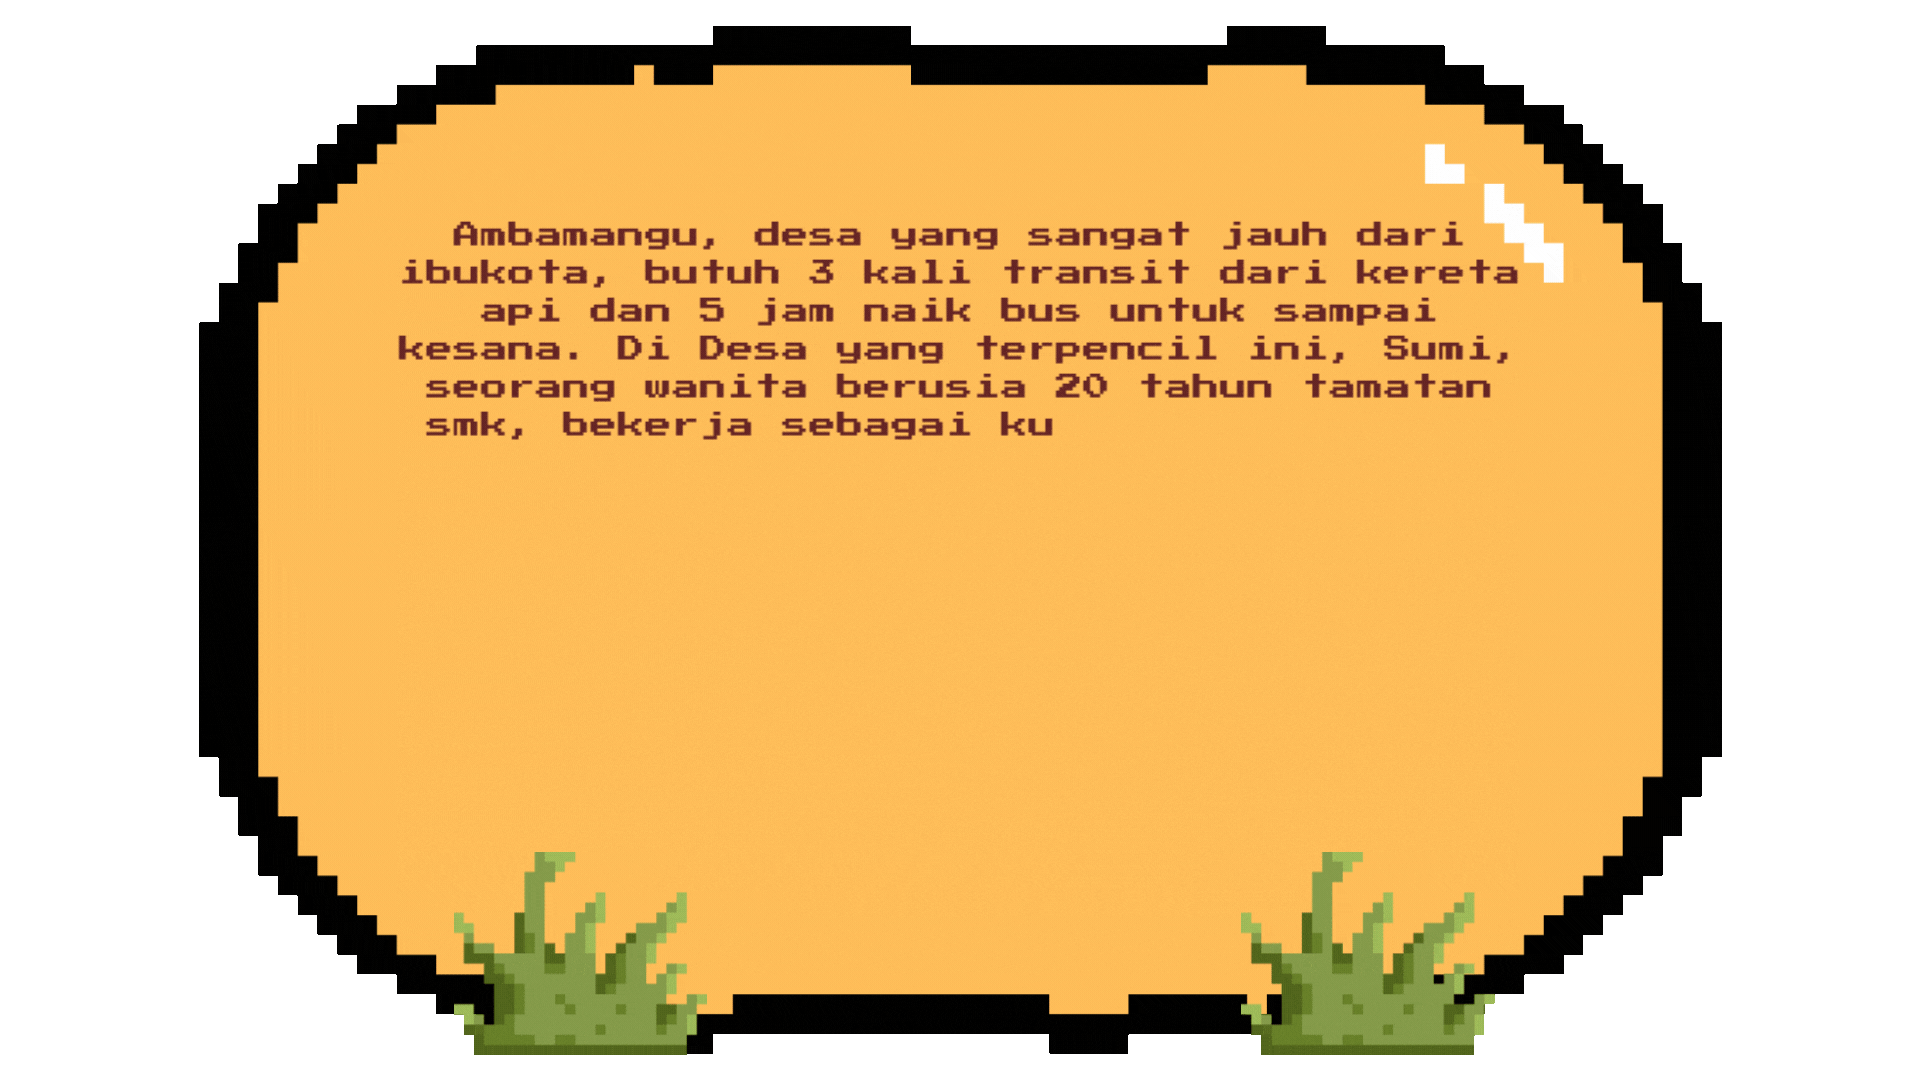 Ambamangu, desa yang sangat jauh dari
ibukota, butuh 3 kali transit dari kereta
api dan 5 jam naik bus untuk sampai
kesana. Di Desa yang terpencil ini, Sumi,
seorang wanita berusia 20 tahun tamatan
smk, bekerja sebagai ku